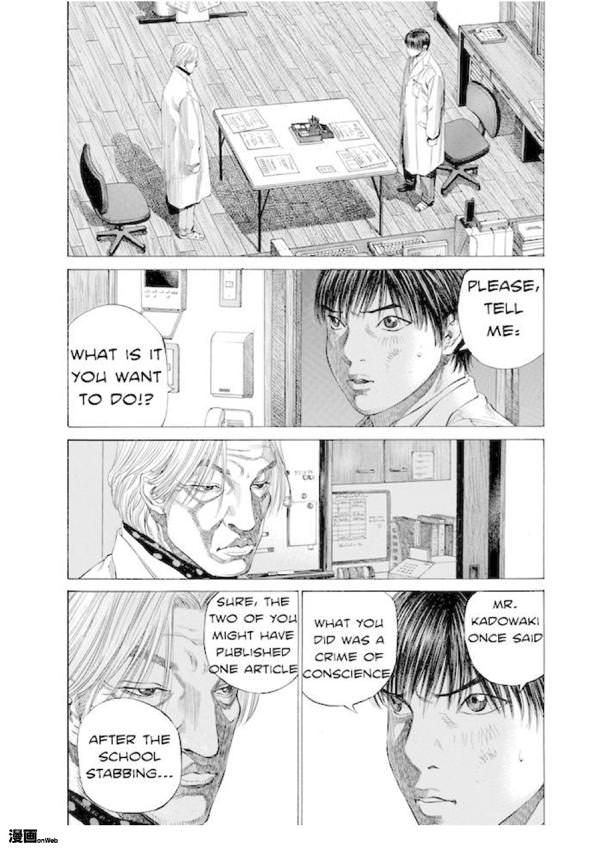 PLEASE,
TELL
ME:
WHAT IS IT
YOU WANT
TO DO!?
MR.
KADOWAKI
ONCE SAID
WHAT YOU
DID WAS A
CRIME OF
CONSCIENCE
SURE, THE
TWO OF YOU
MIGHT HAVE
PUBLISHED
ONE ARTICLE
AFTER THE
SCHOOL
STABBING...
漫画onWeb